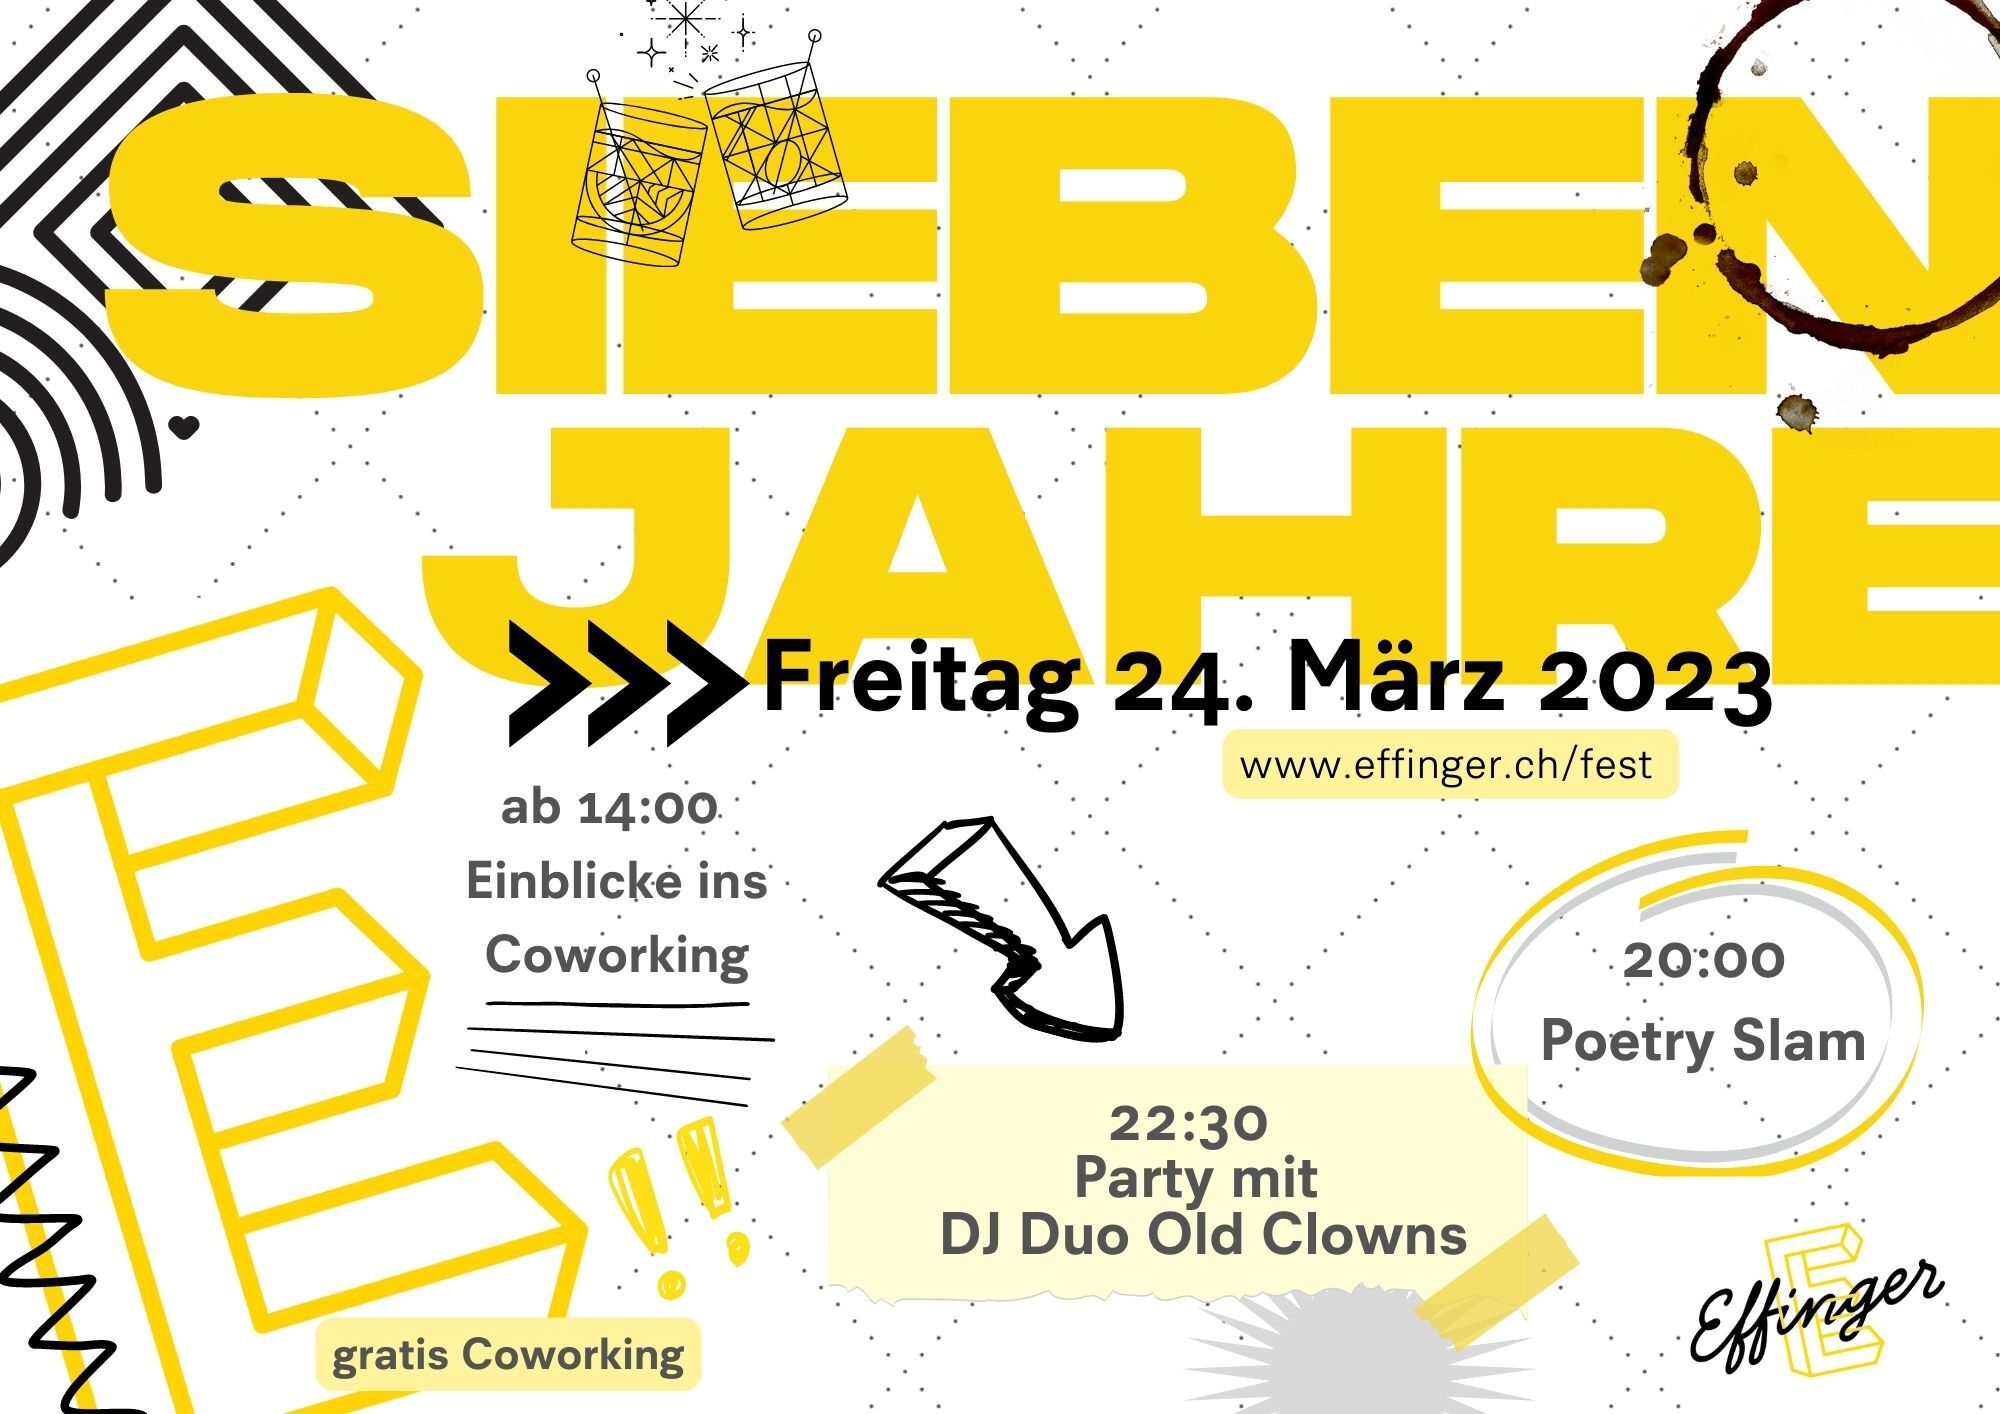 SIEBEN
JAHRE
Freitag 24. März 2023
www.effinger.ch/fest
ab 14:00
Einblicke ins
Coworking
20:00
Poetry Slam
22:30
Party mit
DJ Duo Old Clowns
gratis Coworking
Effinger